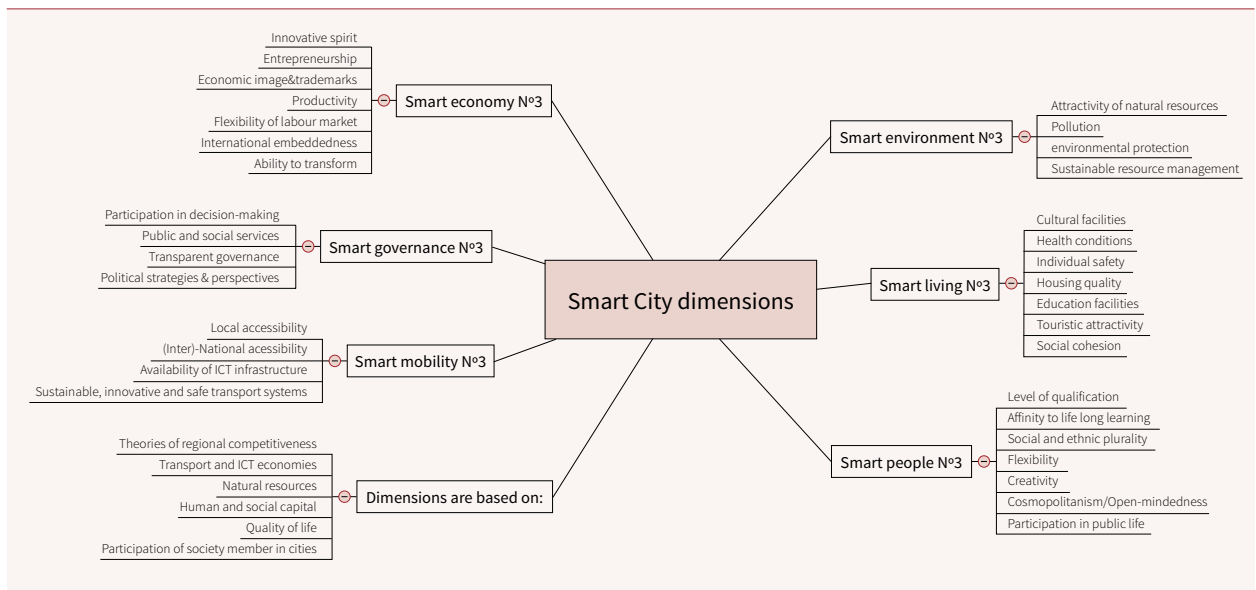 Innovative spirit
Entrepreneurship
Economic image&trademarks
Productivity
Flexibility of labour market
International embeddedness
Ability to transform
Smart economy Nº3
Participation in decision-making
Public and social services
Transparent governance
Political strategies & perspectives
Smart governance Nº3
Local accessibility
(Inter)-National acessibility
Availability of ICT infrastructure
Sustainable, innovative and safe transport systems
Smart mobility Nº3
Theories of regional competitiveness
Transport and ICT economies
Natural resources
Human and social capital
Quality of life
Participation of society member in cities
Dimensions are based on:
Smart City dimensions
Smart environment Nº3
Attractivity of natural resources
Pollution
environmental protection
Sustainable resource management
Smart living Nº3
Cultural facilities
Health conditions
Individual safety
Housing quality
Education facilities
Touristic attractivity
Social cohesion
Smart people Nº3
Level of qualification
Affinity to life long learning
Social and ethnic plurality
Flexibility
Creativity
Cosmopolitanism/Open-mindedness
Participation in public life